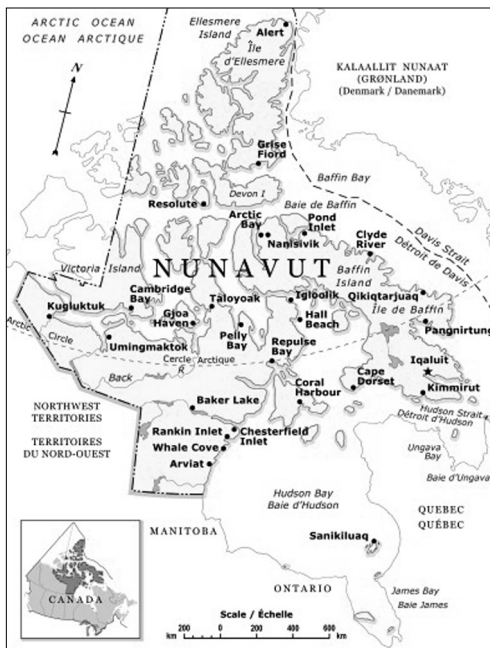 ARCTIC OCEAN
OCEAN ARCTIQUE
Ellesmere
Island
Alert
Île
d'Ellesmere
KALAALLIT NUNAAT
(GRØNLAND)
(Denmark / Danemark)
N
Grise
Fiord
Baffin Bay
Devon I
Resolute
Baie de Baffin
Arctic
Bay
Pond
Inlet
Nanisivik
Clyde
River
Davis Strait
Détroit de Davis
NUNAVUT
Victoria Island
Baffin
Island
Cambridge
Bay
Taloyoak
Igloolik
Qikiqtarjuaq
Kugluktuk
Gjoa
Haven
Hall
Beach
Île de Baffin
Pelly
Bay
Pangnirtung
Arctic
Circle
Umingmaktok
Repulse
Bay
Cercle Arctique
Iqaluit
Back
R
Cape
Dorset
Kimmirut
Coral
Harbour
Baker Lake
Hudson Strait
Détroit d'Hudson
NORTHWEST
TERRITORIES
Rankin Inlet
Chesterfield
Inlet
TERRITOIRES
DU NORD-OUEST
Whale Cove
Ungava
Bay
Arviat
Baie d'Ungava
Hudson Bay
Baie d'Hudson
QUEBEC
QUÉBEC
MANITOBA
Sanikiluaq
CANADA
ONTARIO
James Bay
Baie James
Scale / Échelle
km 200 0 200 400 600 km